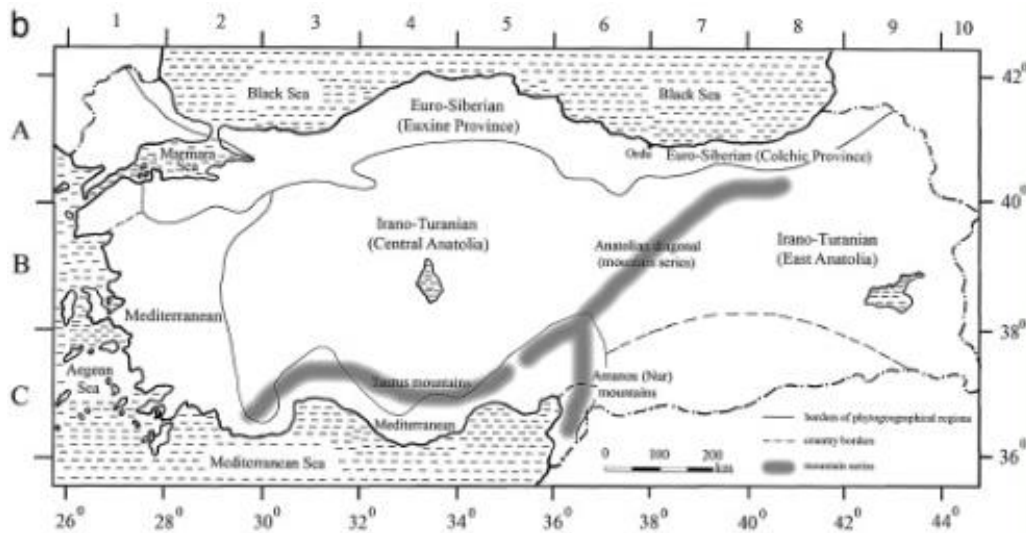 b
1 2 3 4 5 6 7 8 9 10
Black Sea
Black Sea
42⁰
A
Euro-Siberian
(Euxine Province)
Marmara
Sea
Ordu
Euro-Siberian (Colchic Province)
40⁰
Irano-Turanian
(Central Anatolia)
Anatolian diagonal
(mountain series)
Irano-Turanian
(East Anatolia)
B
Mediterranean
38⁰
Aegean
Sea
C
Taurus mountains
Amanos (Nur)
mountains
Mediterranean
borders of phytogeographical regions
country borders
mountain series
Mediterranean Sea
0 100 200
km
36⁰
26⁰ 28⁰ 30⁰ 32⁰ 34⁰ 36⁰ 38⁰ 40⁰ 42⁰ 44⁰